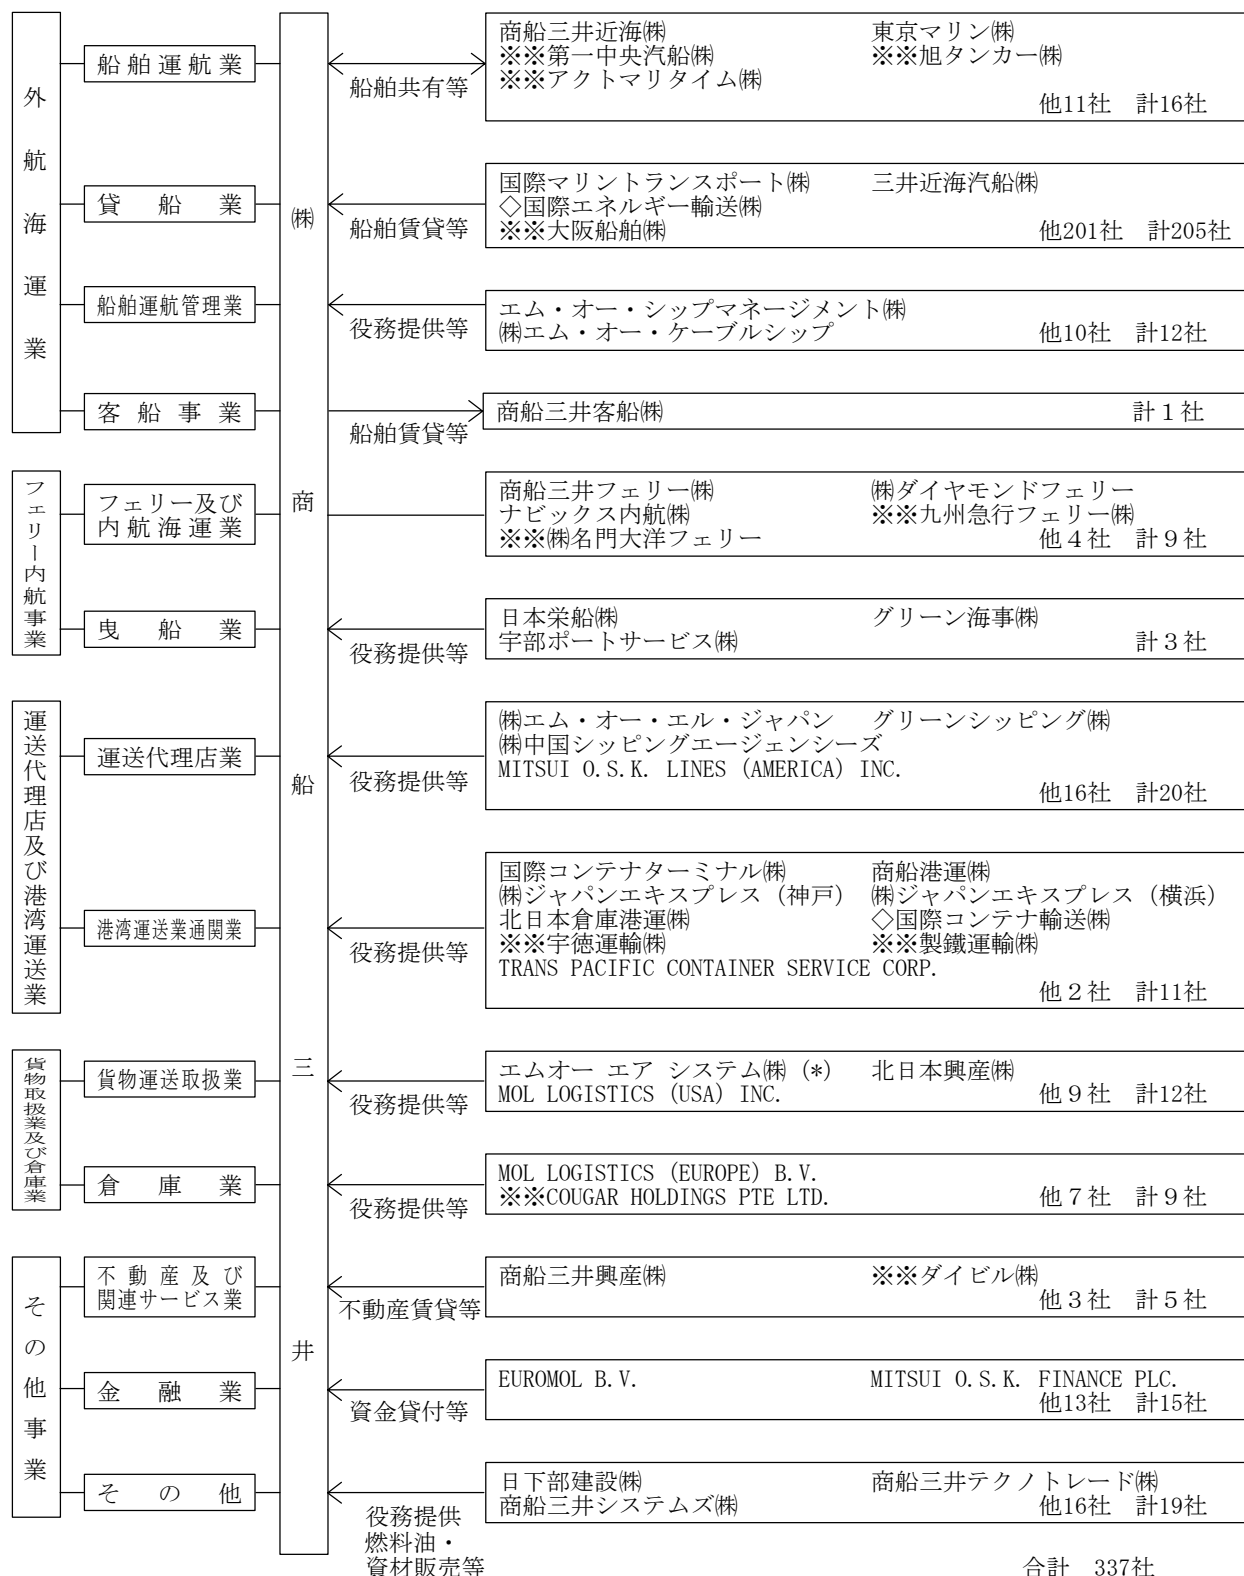 外航海運業
船舶運航業
船舶共有等
商船三井近海㈱ 東京マリン㈱
※※第一中央汽船㈱ ※※旭タンカー㈱
※※アクトマリタイム㈱
他11社 計16社
貸船業
船舶賃貸等
国際マリントランスポート㈱ 三井近海汽船㈱
◇国際エネルギー輸送㈱
※※大阪船舶㈱ 他201社 計205社
船舶運航管理業
役務提供等
エム・オー・シップマネージメント㈱
㈱エム・オー・ケーブルシップ 他10社 計12社
客船事業
船舶賃貸等
商船三井客船㈱ 計１社
㈱商船三井
フェリー内航事業
フェリー及び
内航海運業
商船三井フェリー㈱ ㈱ダイヤモンドフェリー
ナビックス内航㈱ ※※九州急行フェリー㈱
※※㈱名門大洋フェリー 他４社 計９社
曳船業
役務提供等
日本栄船㈱ グリーン海事㈱
宇部ポートサービス㈱ 計３社
運送代理店及び港湾運送業
運送代理店業
役務提供等
㈱エム・オー・エル・ジャパン グリーンシッピング㈱
㈱中国シッピングエージェンシーズ
MITSUI O.S.K. LINES (AMERICA) INC.
他16社 計20社
港湾運送業通関業
役務提供等
国際コンテナターミナル㈱ 商船港運㈱
㈱ジャパンエキスプレス（神戸） ㈱ジャパンエキスプレス（横浜）
北日本倉庫港運㈱ ◇国際コンテナ輸送㈱
※※宇徳運輸㈱ ※※製鐵運輸㈱
TRANS PACIFIC CONTAINER SERVICE CORP.
他２社 計11社
貨物取扱業及び倉庫業
貨物運送取扱業
役務提供等
エムオー エア システム㈱（*） 北日本興産㈱
MOL LOGISTICS (USA) INC. 他９社 計12社
倉庫業
役務提供等
MOL LOGISTICS (EUROPE) B.V.
※※COUGAR HOLDINGS PTE LTD. 他７社 計９社
その他事業
不動産及び
関連サービス業
不動産賃貸等
商船三井興産㈱ ※※ダイビル㈱
他３社 計５社
金融業
資金貸付等
EUROMOL B.V. MITSUI O.S.K. FINANCE PLC.
他13社 計15社
その他
役務提供
燃料油・
資材販売等
日下部建設㈱ 商船三井テクノトレード㈱
商船三井システムズ㈱ 他16社 計19社
合計 337社